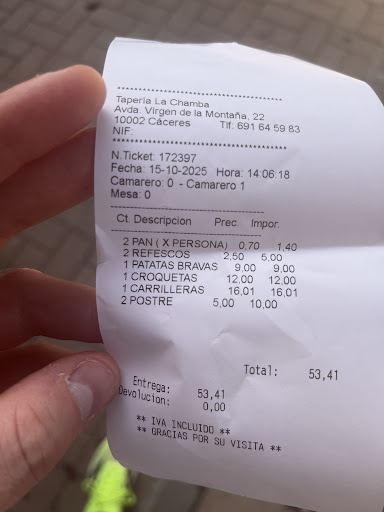 ****************************************
Tapería La Chamba
Avda. Virgen de la Montaña, 22
10002 Cáceres Tlf: 691 64 59 83
NIF:
****************************************
N.Ticket: 172397
Fecha: 15-10-2025 Hora: 14:06:18
Camarero: 0 - Camarero 1
Mesa: 0
----------------------------------------
Ct. Descripcion Prec. Impor.
----------------------------------------
2 PAN ( X PERSONA) 0,70 1,40
2 REFESCOS 2,50 5,00
1 PATATAS BRAVAS 9,00 9,00
1 CROQUETAS 12,00 12,00
1 CARRILLERAS 16,01 16,01
2 POSTRE 5,00 10,00
Total: 53,41
Entrega: 53,41
Devolucion: 0,00
** IVA INCLUIDO **
** GRACIAS POR SU VISITA **